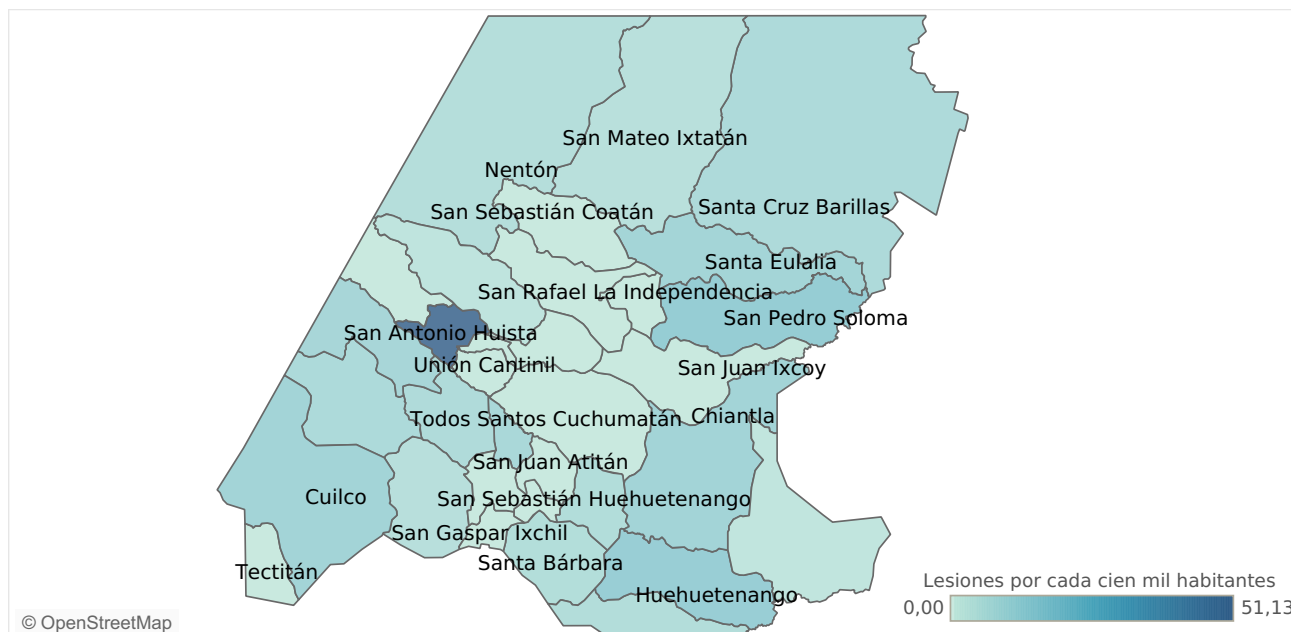 San Mateo Ixtatán
Nentón
San Sebastián Coatán
Santa Cruz Barillas
Santa Eulalia
San Rafael La Independencia
San Pedro Soloma
San Antonio Huista
Unión Cantinil
San Juan Ixcoy
Todos Santos Cuchumatán
Chiantla
San Juan Atitán
Cuilco
San Sebastián Huehuetenango
San Gaspar Ixchil
Santa Bárbara
Tectitán
Huehuetenango
Lesiones por cada cien mil habitantes
0,00
51,13
© OpenStreetMap